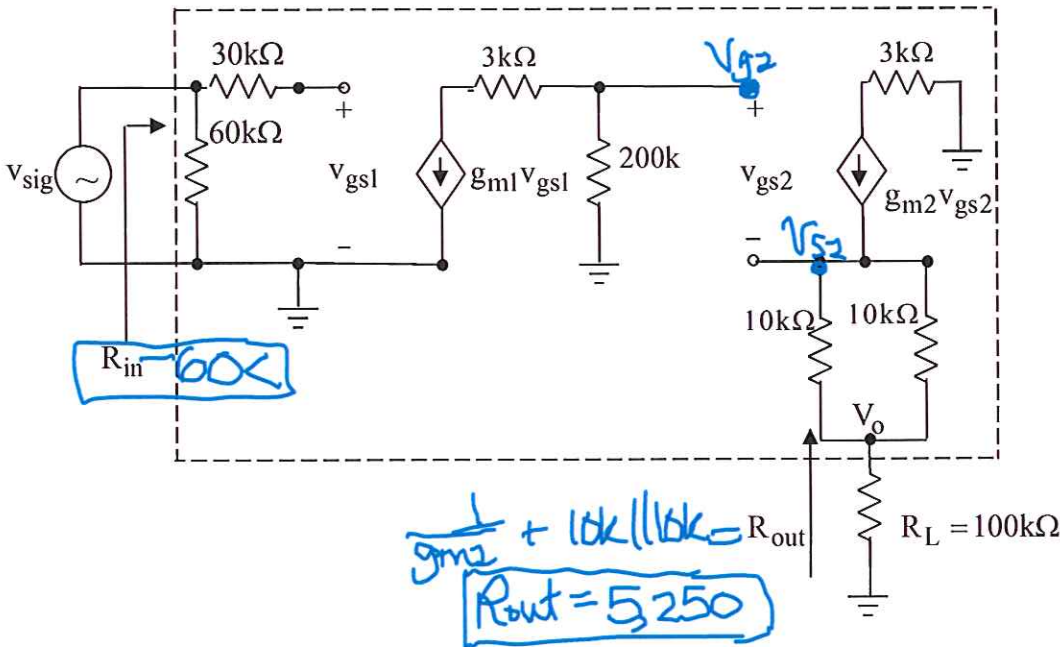 30kΩ
3kΩ
Vg2
3kΩ
+
60kΩ
+
vsig
~
vgs1
gm1vgs1
200k
vgs2
gm2vgs2
-
-
Vs2
10kΩ
10kΩ
Rin = 60k
Vo
1/gm2 + 10k||10k = Rout
RL = 100kΩ
Rout = 5,250